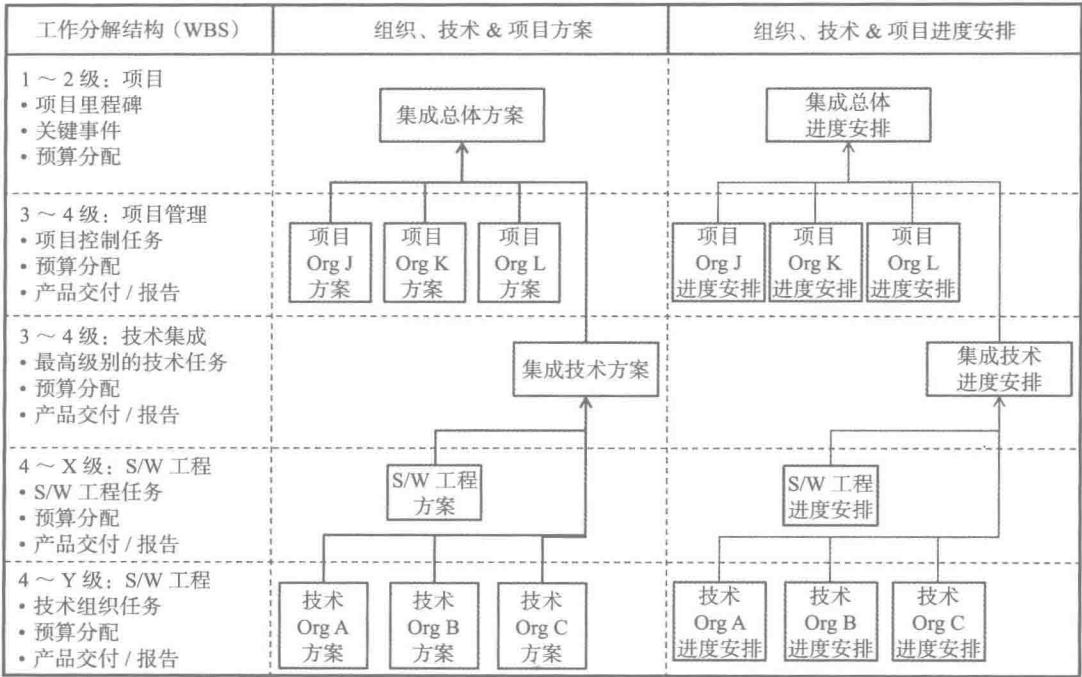 工作分解结构（WBS）
组织、技术 & 项目方案
组织、技术 & 项目进度安排
1～2 级：项目
• 项目里程碑
• 关键事件
• 预算分配
集成总体方案
集成总体
进度安排
3～4 级：项目管理
• 项目控制任务
• 预算分配
• 产品交付 / 报告
项目
Org J
方案
项目
Org K
方案
项目
Org L
方案
项目
Org J
进度安排
项目
Org K
进度安排
项目
Org L
进度安排
3～4 级：技术集成
• 最高级别的技术任务
• 预算分配
• 产品交付 / 报告
集成技术方案
集成技术
进度安排
4～X 级：S/W 工程
• S/W 工程任务
• 预算分配
• 产品交付 / 报告
S/W 工程
方案
S/W 工程
进度安排
4～Y 级：S/W 工程
• 技术组织任务
• 预算分配
• 产品交付 / 报告
技术
Org A
方案
技术
Org B
方案
技术
Org C
方案
技术
Org A
进度安排
技术
Org B
进度安排
技术
Org C
进度安排